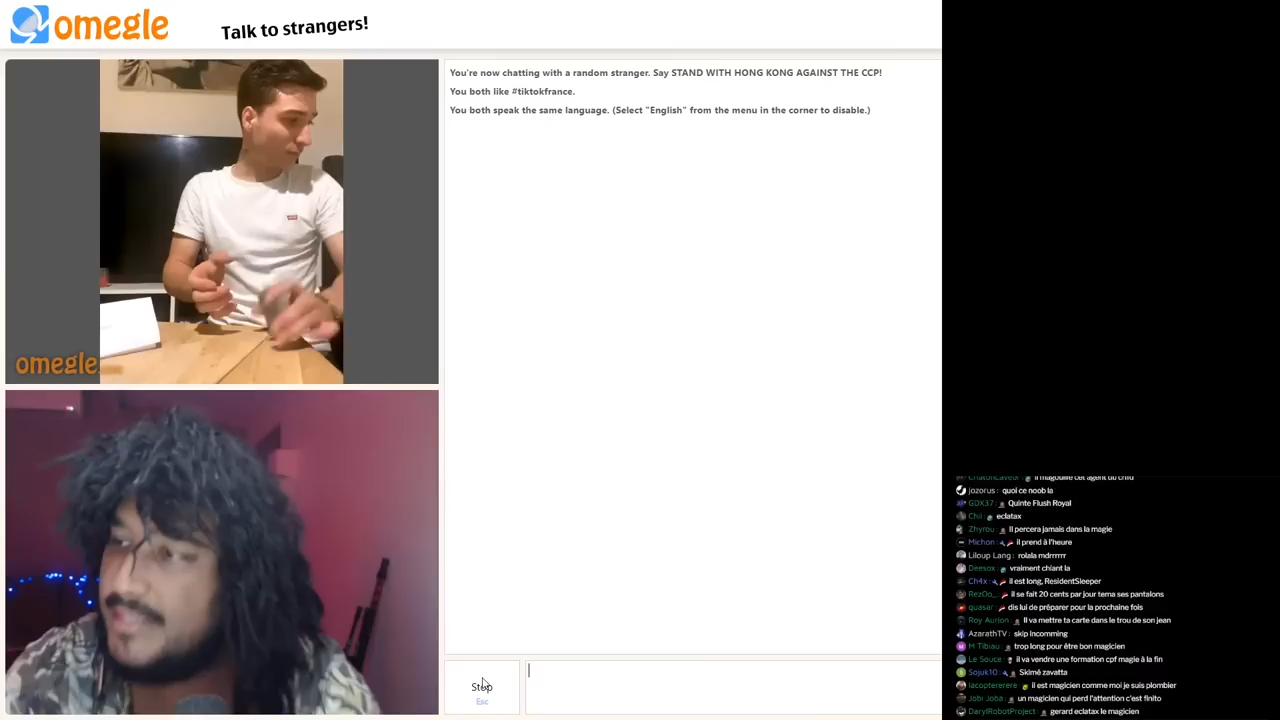 omegle
Talk to strangers!
You're now chatting with a random stranger. Say STAND WITH HONG KONG AGAINST THE CCP!
You both like #tiktokfrance.
You both speak the same language. (Select "English" from the menu in the corner to disable.)
omegle
Stop
Esc
jozorus : quoi ce noob la
GDX37 : Quinte Flush Royal
Chil : eclatax
Zhyrou : Il percera jamais dans la magie
Michon : il prend à l'heure
Liloup Lang : rolala mdrrrrrr
Deesox : vraiment chiant la
Ch4x : il est long, ResidentSleeper
RezOo_ : il se fait 20 cents par jour tema ses pantalons
quasar : dis lui de préparer pour la prochaine fois
Roy Aurion : Il va mettre ta carte dans le trou de son jean
AzarathTV : skip incomming
M Tibiau : trop long pour être bon magicien
Le Souce : il va vendre une formation cpf magie à la fin
Sojuk10 : Skimé zavatta
lacoptererere : il est magicien comme moi je suis plombier
Jobi Joba : un magicien qui perd l'attention c'est finito
DarylRobotProject : gerard eclatax le magicien